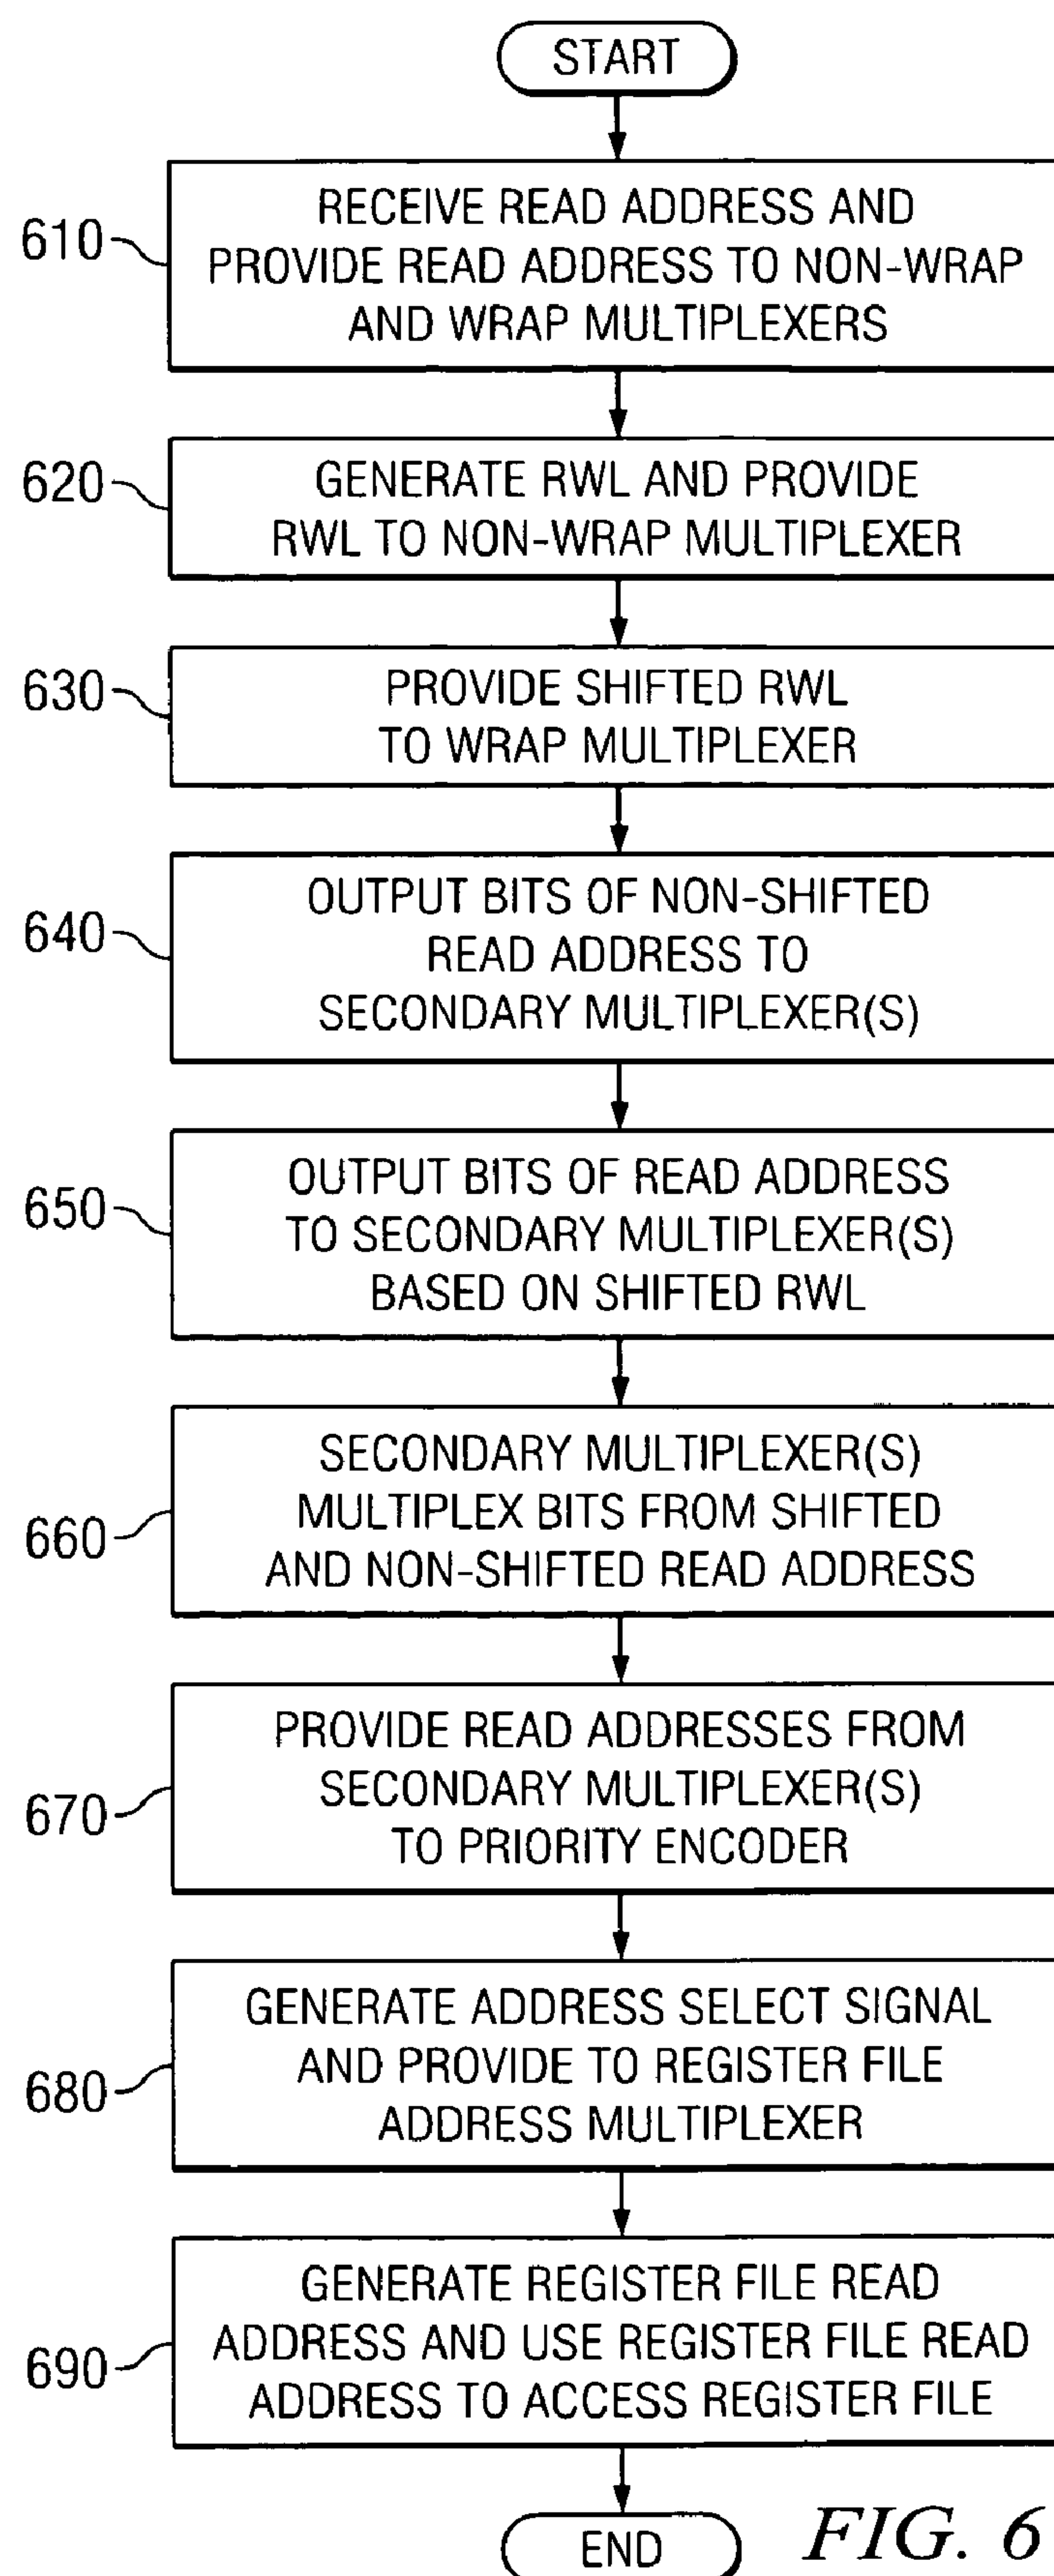 START
610
RECEIVE READ ADDRESS AND
PROVIDE READ ADDRESS TO NON-WRAP
AND WRAP MULTIPLEXERS
620
GENERATE RWL AND PROVIDE
RWL TO NON-WRAP MULTIPLEXER
630
PROVIDE SHIFTED RWL
TO WRAP MULTIPLEXER
640
OUTPUT BITS OF NON-SHIFTED
READ ADDRESS TO
SECONDARY MULTIPLEXER(S)
650
OUTPUT BITS OF READ ADDRESS
TO SECONDARY MULTIPLEXER(S)
BASED ON SHIFTED RWL
660
SECONDARY MULTIPLEXER(S)
MULTIPLEX BITS FROM SHIFTED
AND NON-SHIFTED READ ADDRESS
670
PROVIDE READ ADDRESSES FROM
SECONDARY MULTIPLEXER(S)
TO PRIORITY ENCODER
680
GENERATE ADDRESS SELECT SIGNAL
AND PROVIDE TO REGISTER FILE
ADDRESS MULTIPLEXER
690
GENERATE REGISTER FILE READ
ADDRESS AND USE REGISTER FILE READ
ADDRESS TO ACCESS REGISTER FILE
END
FIG. 6